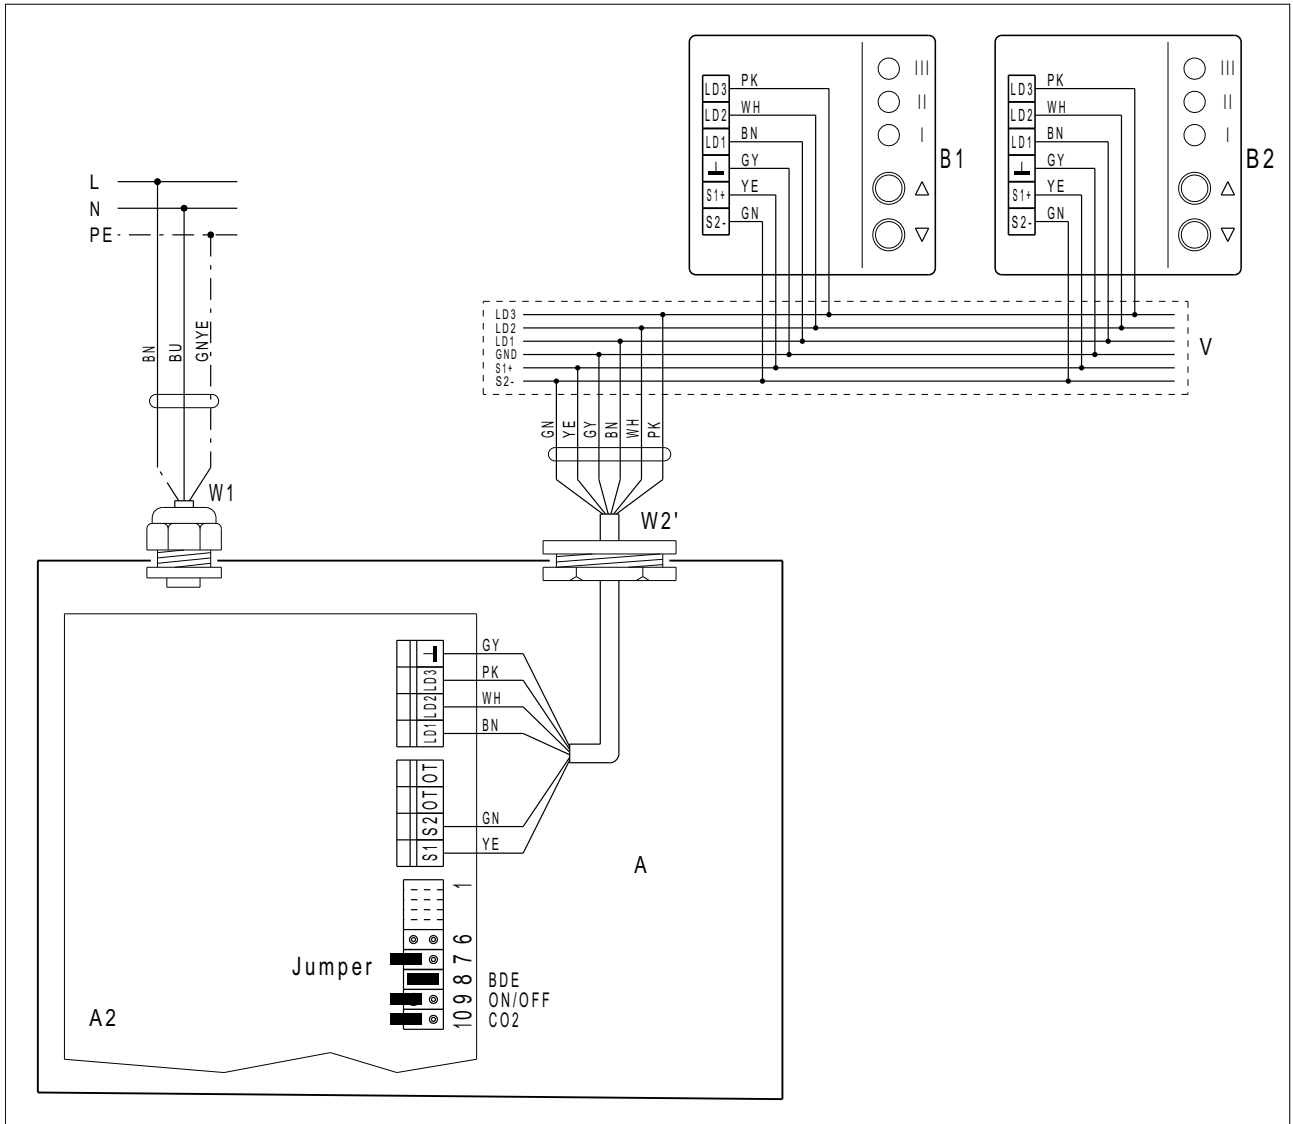 LD3 PK
LD2 WH
LD1 BN
GY
S1+ YE
S2- GN
III
II
I
B1
LD3 PK
LD2 WH
LD1 BN
GY
S1+ YE
S2- GN
III
II
I
B2
L
N
PE
BN
BU
GNYE
W1
LD3
LD2
LD1
GND
S1+
S2-
V
GN
YE
GY
BN
WH
PK
W2'
GY
LD3 PK
LD2 WH
LD1 BN
OT
OT
S2 GN
S1 YE
A
1
6
Jumper
7
8 BDE
9 ON/OFF
10 CO2
A2